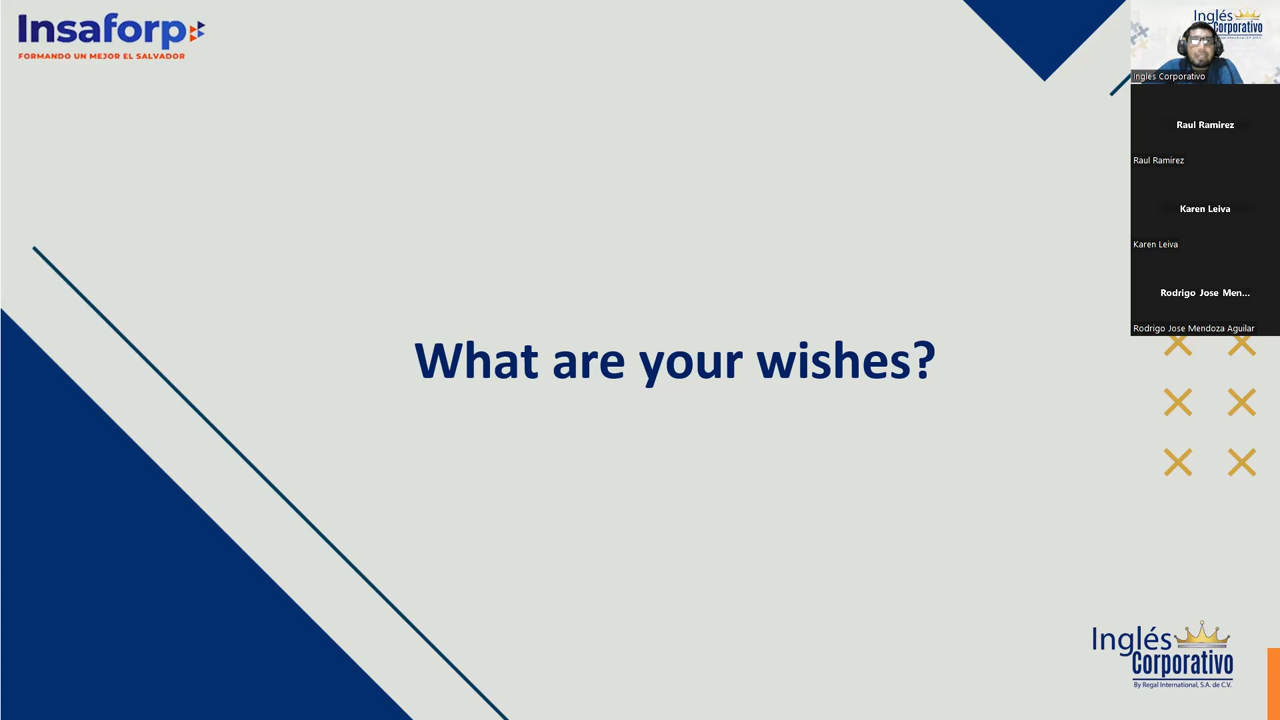 Insaforp
FORMANDO UN MEJOR EL SALVADOR
Inglés
Corporativo
Inglés Corporativo
Raul Ramirez
Raul Ramirez
Karen Leiva
Karen Leiva
Rodrigo Jose Men...
Rodrigo Jose Mendoza Aguilar
What are your wishes?
Inglés
Corporativo
By Regal International, S.A. de C.V.